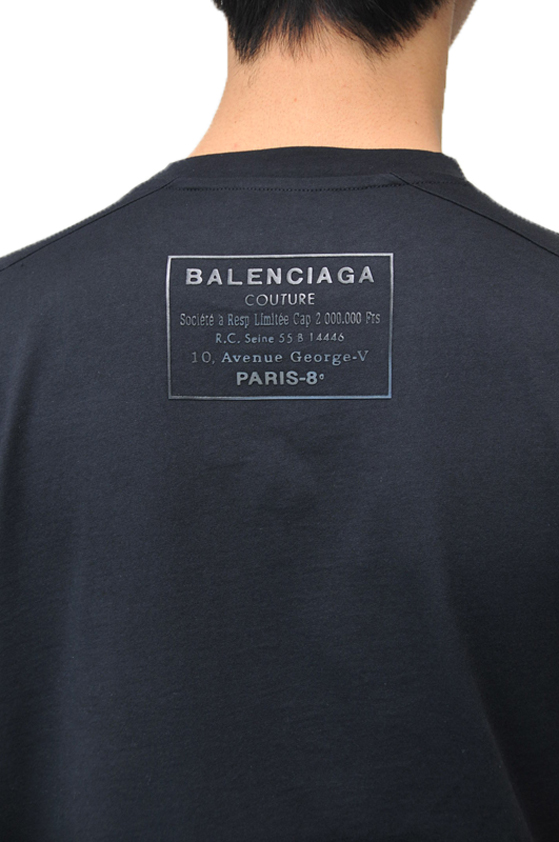 BALENCIAGA
COUTURE
Société à Resp Limitée Cap 2 000.000 Frs
R.C. Seine 55 B 14446
10, Avenue George-V
PARIS-8e